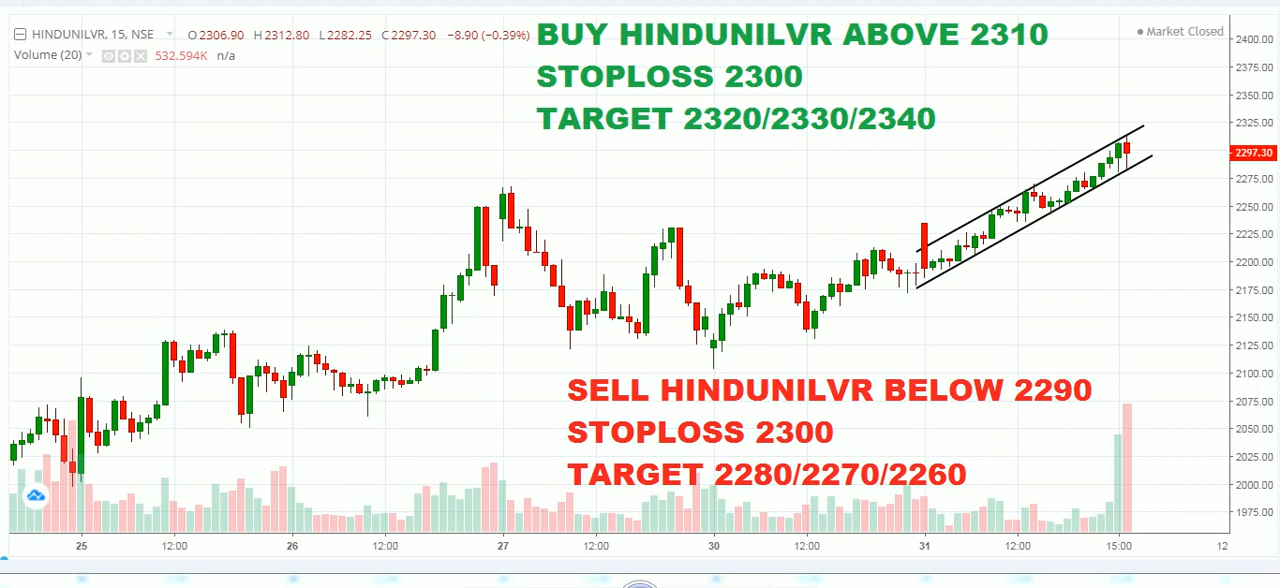 HINDUNILVR, 15, NSE O2306.90 H2312.80 L2282.25 C2297.30 −8.90 (−0.39%)
Volume (20) 532.594K n/a
BUY HINDUNILVR ABOVE 2310
STOPLOSS 2300
TARGET 2320/2330/2340
Market Closed
2400.00
2375.00
2350.00
2325.00
2297.30
2275.00
2250.00
2225.00
2200.00
2175.00
2150.00
2125.00
2100.00
2075.00
2050.00
2025.00
2000.00
1975.00
SELL HINDUNILVR BELOW 2290
STOPLOSS 2300
TARGET 2280/2270/2260
25 12:00 26 12:00 27 12:00 30 12:00 31 12:00 15:00 12